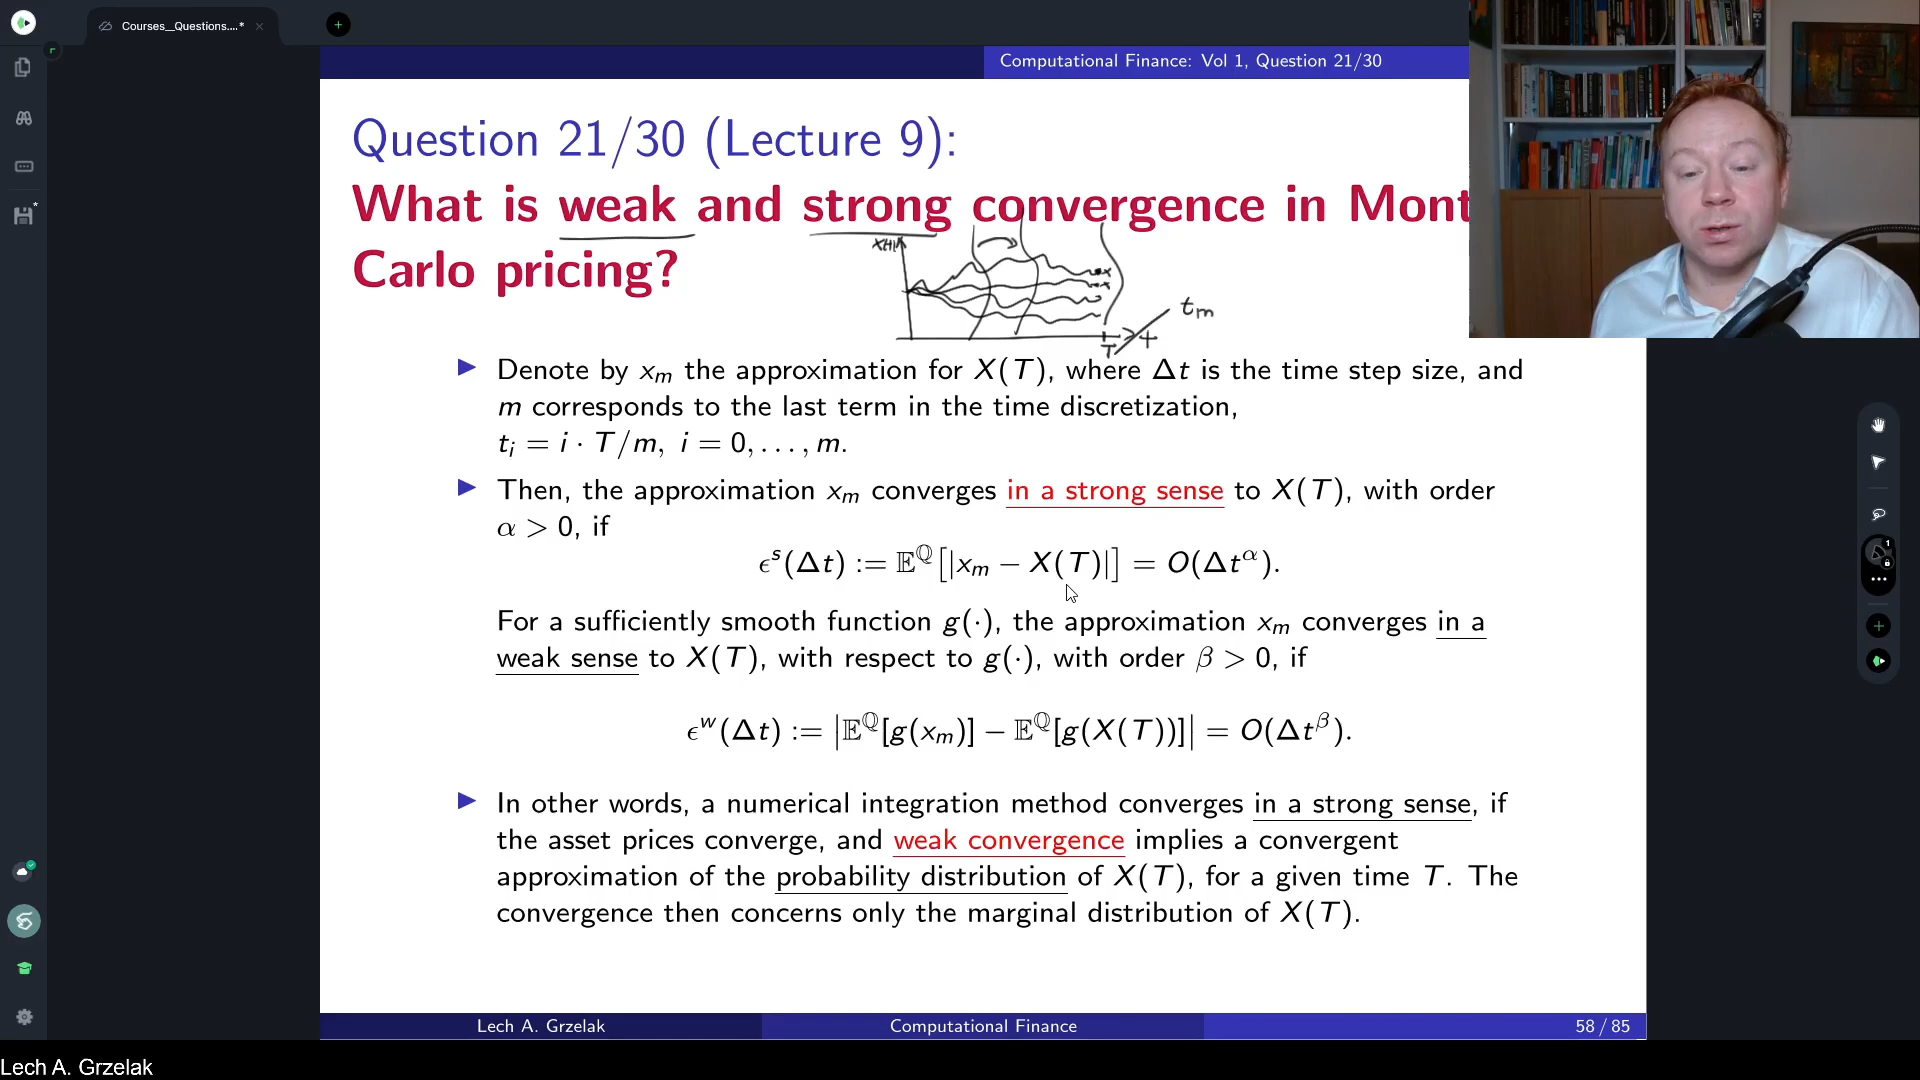 Courses__Questions....*
Computational Finance: Vol 1, Question 21/30
Question 21/30 (Lecture 9):
What is weak and strong convergence in Mont
Carlo pricing?
X(t)
t_m
T
t
Denote by x_m the approximation for X(T), where Δt is the time step size, and
m corresponds to the last term in the time discretization,
t_i = i · T/m, i = 0, . . . , m.
Then, the approximation x_m converges in a strong sense to X(T), with order
α > 0, if
ϵ^s(Δt) := 𝔼^ℚ[|x_m − X(T)|] = O(Δt^α).
For a sufficiently smooth function g(·), the approximation x_m converges in a
weak sense to X(T), with respect to g(·), with order β > 0, if
ϵ^w(Δt) := |𝔼^ℚ[g(x_m)] − 𝔼^ℚ[g(X(T))]| = O(Δt^β).
In other words, a numerical integration method converges in a strong sense, if
the asset prices converge, and weak convergence implies a convergent
approximation of the probability distribution of X(T), for a given time T. The
convergence then concerns only the marginal distribution of X(T).
Lech A. Grzelak
Computational Finance
58 / 85
Lech A. Grzelak